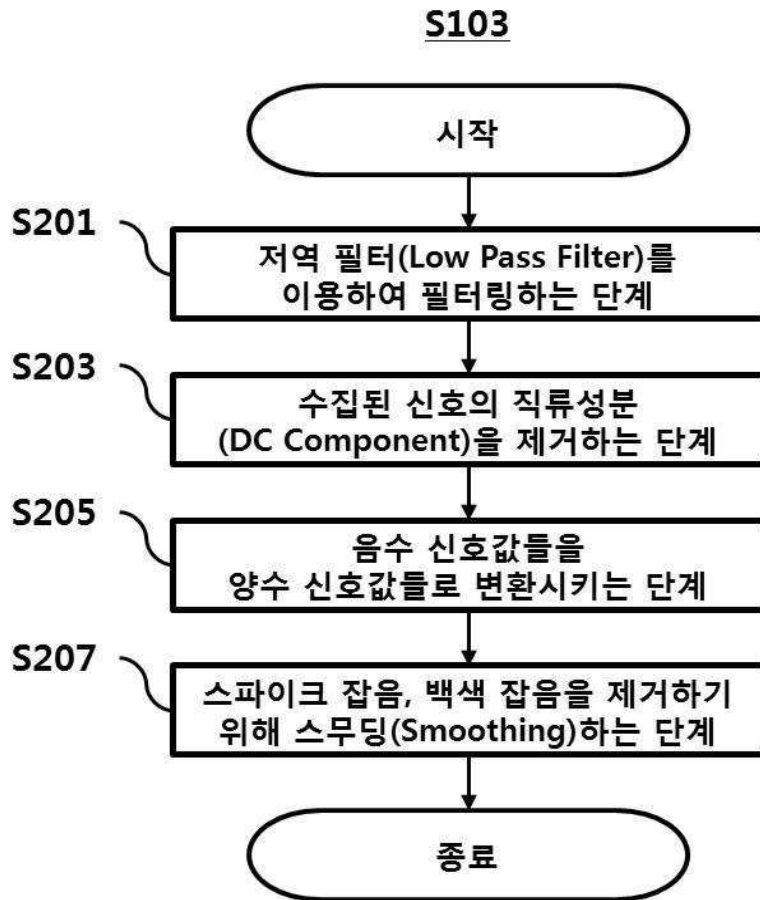 S103
시작
S201
저역 필터(Low Pass Filter)를
이용하여 필터링하는 단계
S203
수집된 신호의 직류성분
(DC Component)을 제거하는 단계
S205
음수 신호값들을
양수 신호값들로 변환시키는 단계
S207
스파이크 잡음, 백색 잡음을 제거하기
위해 스무딩(Smoothing)하는 단계
종료